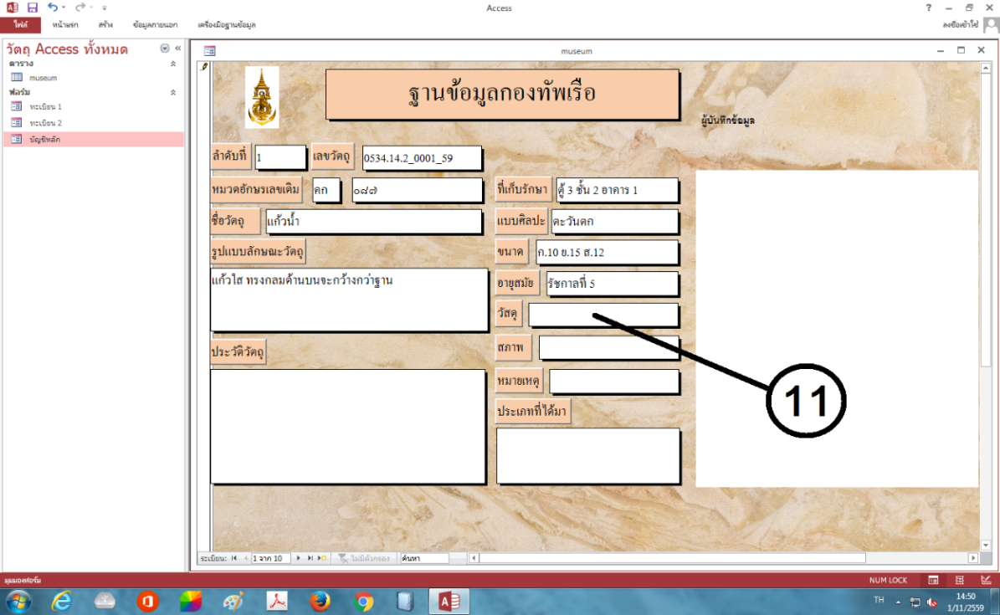 Access
ไฟล์ หน้าแรก สร้าง ข้อมูลภายนอก เครื่องมือฐานข้อมูล
ลงชื่อเข้าใช้
วัตถุ Access ทั้งหมด
ตาราง
museum
ฟอร์ม
ทะเบียน 1
ทะเบียน 2
บัญชีหลัก
museum
ฐานข้อมูลกองทัพเรือ
ผู้บันทึกข้อมูล
ลำดับที่ 1 เลขวัตถุ 0534.14.2_0001_59
หมวดอักษรเลขเดิม คก ๐๘๗ ที่เก็บรักษา ตู้ 3 ชั้น 2 อาคาร 1
ชื่อวัตถุ แก้วน้ำ แบบศิลปะ ตะวันตก
รูปแบบลักษณะวัตถุ ขนาด ก.10 ย.15 ส.12
แก้วใส ทรงกลมด้านบนจะกว้างกว่าฐาน อายุสมัย รัชกาลที่ 5
วัสดุ
ประวัติวัตถุ สภาพ
หมายเหตุ
11
ประเภทที่ได้มา
ระเบียน: 1 จาก 10 ไม่มีตัวกรอง ค้นหา
มุมมองฟอร์ม NUM LOCK
TH 14:50
1/11/2559